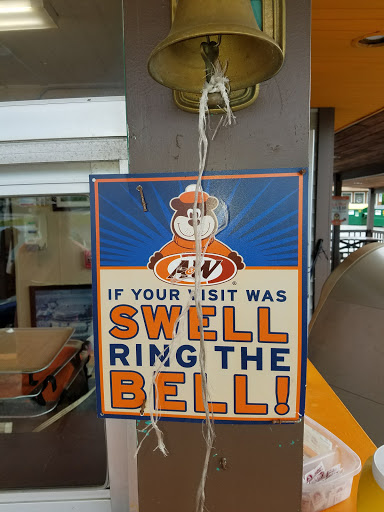 A&W
IF YOUR VISIT WAS
SWELL
RING THE
BELL!